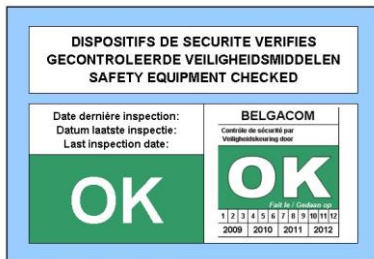 DISPOSITIFS DE SECURITE VERIFIES
GECONTROLEERDE VEILIGHEIDSMIDDELEN
SAFETY EQUIPMENT CHECKED
Date dernière inspection:
Datum laatste inspectie:
Last inspection date:
OK
BELGACOM
Contrôle de sécurité par
Veiligheidskeuring door
OK
Fait le / Gedaan op
1 2 3 4 5 6 7 8 9 10 11 12
2009 2010 2011 2012